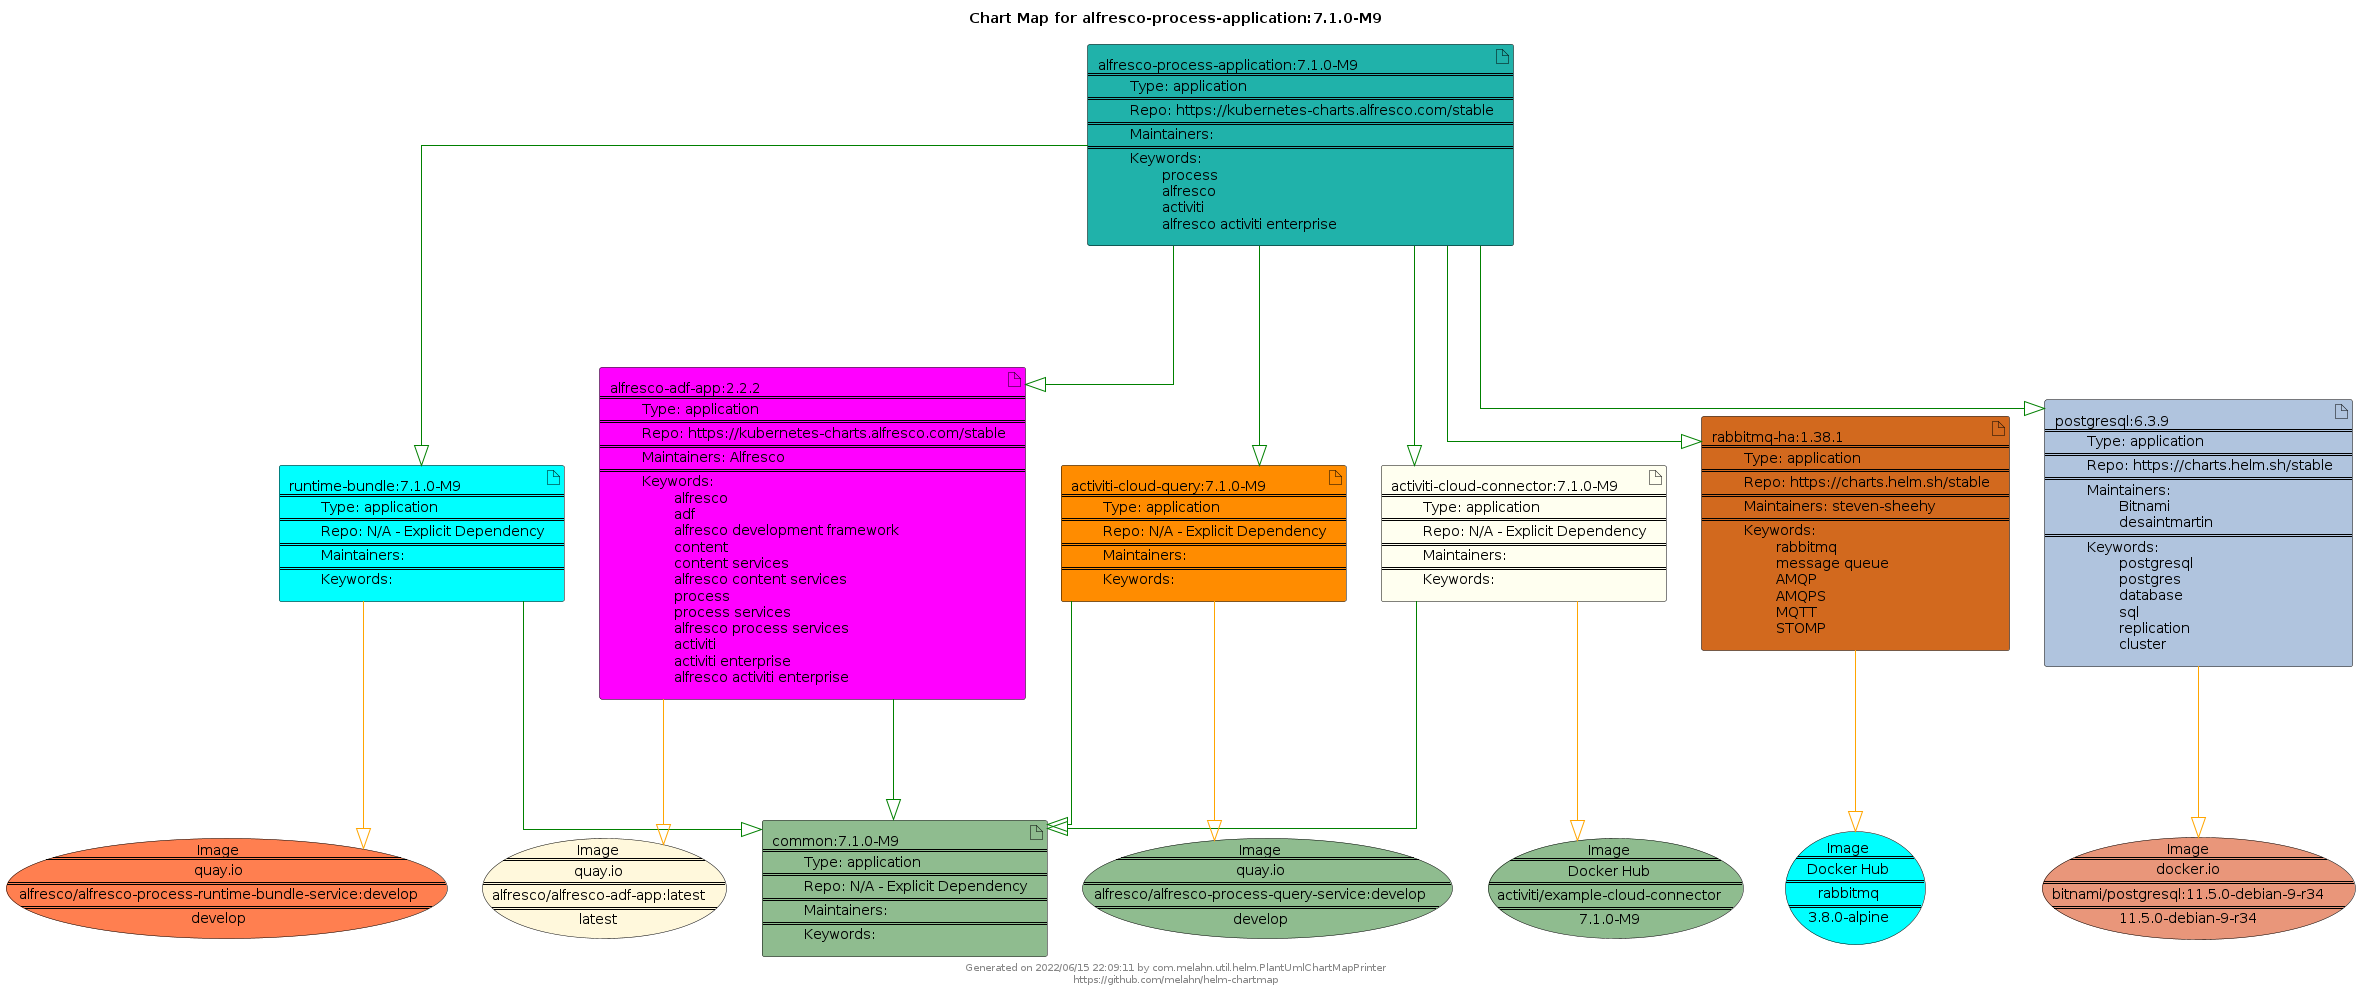 Chart Map for alfresco-process-application:7.1.0-M9
alfresco-process-application:7.1.0-M9
Type: application
Repo: https://kubernetes-charts.alfresco.com/stable
Maintainers:
Keywords:
process
alfresco
activiti
alfresco activiti enterprise
runtime-bundle:7.1.0-M9
Type: application
Repo: N/A - Explicit Dependency
Maintainers:
Keywords:
alfresco-adf-app:2.2.2
Type: application
Repo: https://kubernetes-charts.alfresco.com/stable
Maintainers: Alfresco
Keywords:
alfresco
adf
alfresco development framework
content
content services
alfresco content services
process
process services
alfresco process services
activiti
activiti enterprise
alfresco activiti enterprise
activiti-cloud-query:7.1.0-M9
Type: application
Repo: N/A - Explicit Dependency
Maintainers:
Keywords:
activiti-cloud-connector:7.1.0-M9
Type: application
Repo: N/A - Explicit Dependency
Maintainers:
Keywords:
rabbitmq-ha:1.38.1
Type: application
Repo: https://charts.helm.sh/stable
Maintainers: steven-sheehy
Keywords:
rabbitmq
message queue
AMQP
AMQPS
MQTT
STOMP
postgresql:6.3.9
Type: application
Repo: https://charts.helm.sh/stable
Maintainers:
Bitnami
desaintmartin
Keywords:
postgresql
postgres
database
sql
replication
cluster
Image
quay.io
alfresco/alfresco-process-runtime-bundle-service:develop
develop
Image
quay.io
alfresco/alfresco-adf-app:latest
latest
common:7.1.0-M9
Type: application
Repo: N/A - Explicit Dependency
Maintainers:
Keywords:
Image
quay.io
alfresco/alfresco-process-query-service:develop
develop
Image
Docker Hub
activiti/example-cloud-connector
7.1.0-M9
Image
Docker Hub
rabbitmq
3.8.0-alpine
Image
docker.io
bitnami/postgresql:11.5.0-debian-9-r34
11.5.0-debian-9-r34
Generated on 2022/06/15 22:09:11 by com.melahn.util.helm.PlantUmlChartMapPrinter
https://github.com/melahn/helm-chartmap